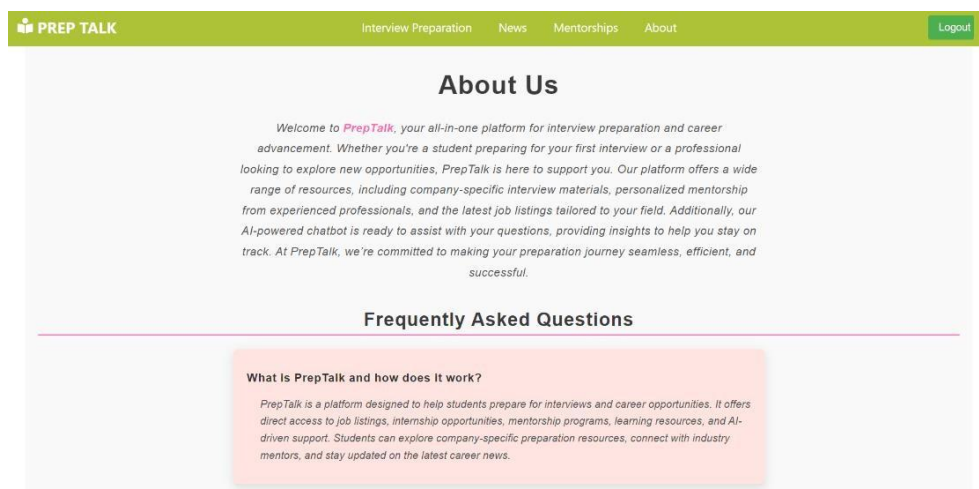 PREP TALK
Interview Preparation News Mentorships About
Logout
About Us
Welcome to PrepTalk, your all-in-one platform for interview preparation and career
advancement. Whether you're a student preparing for your first interview or a professional
looking to explore new opportunities, PrepTalk is here to support you. Our platform offers a wide
range of resources, including company-specific interview materials, personalized mentorship
from experienced professionals, and the latest job listings tailored to your field. Additionally, our
AI-powered chatbot is ready to assist with your questions, providing insights to help you stay on
track. At PrepTalk, we're committed to making your preparation journey seamless, efficient, and
successful.
Frequently Asked Questions
What is PrepTalk and how does it work?
PrepTalk is a platform designed to help students prepare for interviews and career opportunities. It offers
direct access to job listings, internship opportunities, mentorship programs, learning resources, and AI-
driven support. Students can explore company-specific preparation resources, connect with industry
mentors, and stay updated on the latest career news.